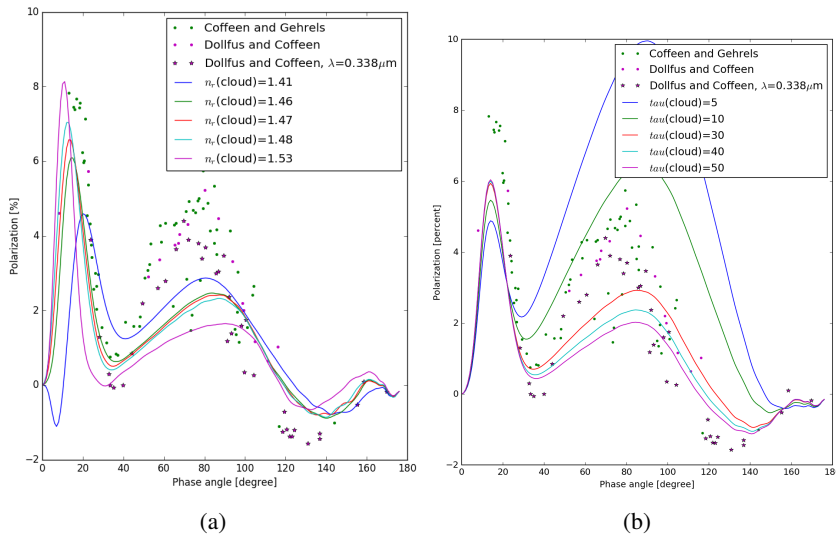 10
8
6
4
2
0
−2
Polarization [%]
Coffeen and Gehrels
Dollfus and Coffeen
Dollfus and Coffeen, λ=0.338μm
n_r(cloud)=1.41
n_r(cloud)=1.46
n_r(cloud)=1.47
n_r(cloud)=1.48
n_r(cloud)=1.53
0 20 40 60 80 100 120 140 160 180
Phase angle [degree]
(a)
10
8
6
4
2
0
−2
Polarization [percent]
Coffeen and Gehrels
Dollfus and Coffeen
Dollfus and Coffeen, λ=0.338μm
tau(cloud)=5
tau(cloud)=10
tau(cloud)=30
tau(cloud)=40
tau(cloud)=50
0 20 40 60 80 100 120 140 160 180
Phase angle [degree]
(b)